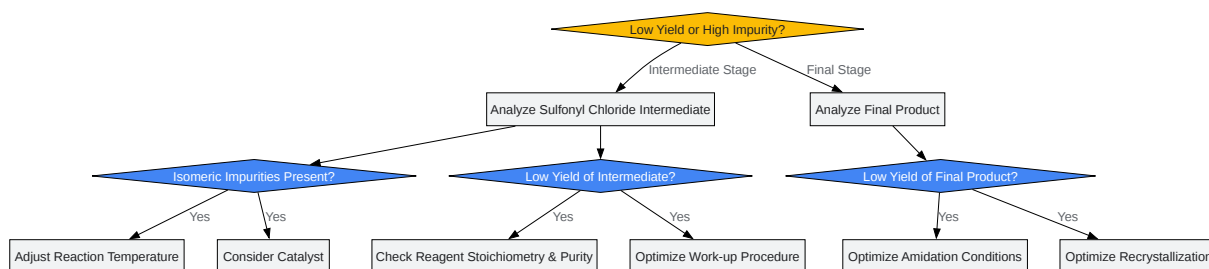 Low Yield or High Impurity?
Intermediate Stage
Final Stage
Analyze Sulfonyl Chloride Intermediate
Analyze Final Product
Isomeric Impurities Present?
Low Yield of Intermediate?
Low Yield of Final Product?
Yes
Yes
Yes
Yes
Yes
Yes
Adjust Reaction Temperature
Consider Catalyst
Check Reagent Stoichiometry & Purity
Optimize Work-up Procedure
Optimize Amidation Conditions
Optimize Recrystallization